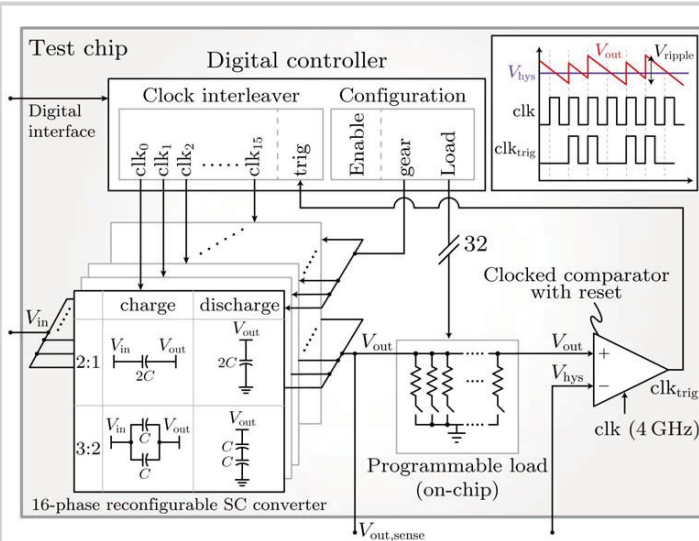 Test chip
Digital controller
Digital
interface
Clock interleaver
Configuration
clk0
clk1
clk2
clk15
trig
Enable
gear
Load
Vhys
Vout
Vripple
clk
clktrig
32
Clocked comparator
with reset
Vin
charge
discharge
2:1
Vin
Vout
2C
Vout
2C
3:2
Vin
Vout
C
C
Vout
C
C
Vout
Vout
+
Vhys
−
clktrig
clk (4 GHz)
Programmable load
(on-chip)
16-phase reconfigurable SC converter
Vout,sense